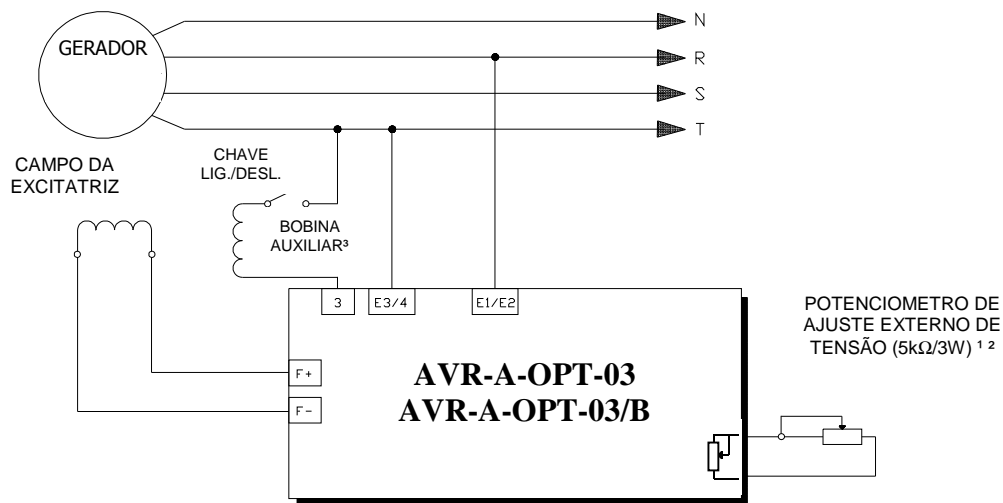 N
GERADOR
R
S
T
CAMPO DA
EXCITATRIZ
CHAVE
LIG./DESL.
BOBINA
AUXILIAR³
3
E3/4
E1/E2
POTENCIOMETRO DE
AJUSTE EXTERNO DE
TENSÃO (5kΩ/3W) ¹ ²
F+
AVR-A-OPT-03
F-
AVR-A-OPT-03/B